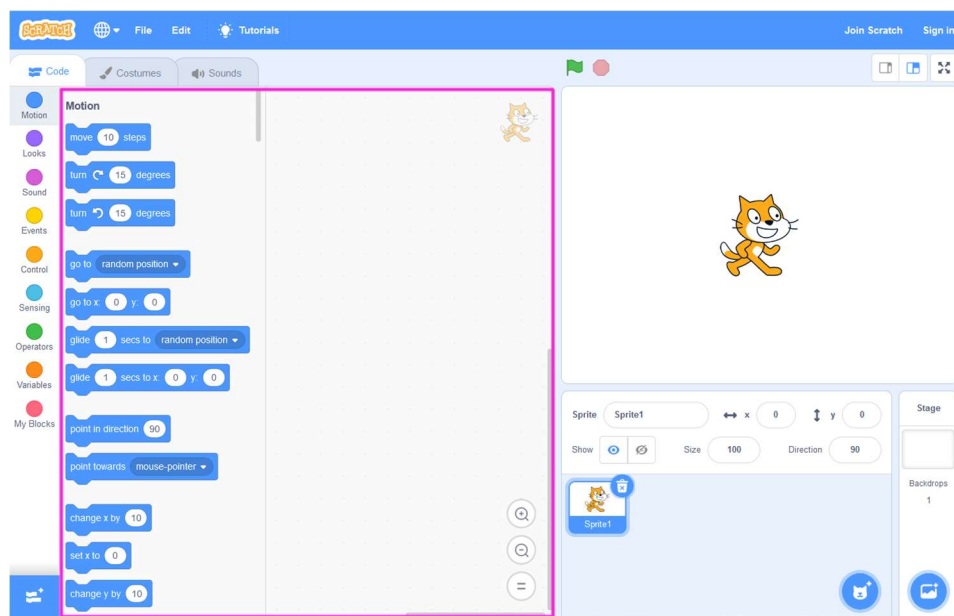 SCRATCH File Edit Tutorials Join Scratch Sign in
Code Costumes Sounds
Motion
Looks
Sound
Events
Control
Sensing
Operators
Variables
My Blocks
Motion
move 10 steps
turn 15 degrees
turn 15 degrees
go to random position
go to x: 0 y: 0
glide 1 secs to random position
glide 1 secs to x: 0 y: 0
point in direction 90
point towards mouse-pointer
change x by 10
set x to 0
change y by 10
Sprite Sprite1 x 0 y 0
Show Size 100 Direction 90
Sprite1
Stage
Backdrops
1